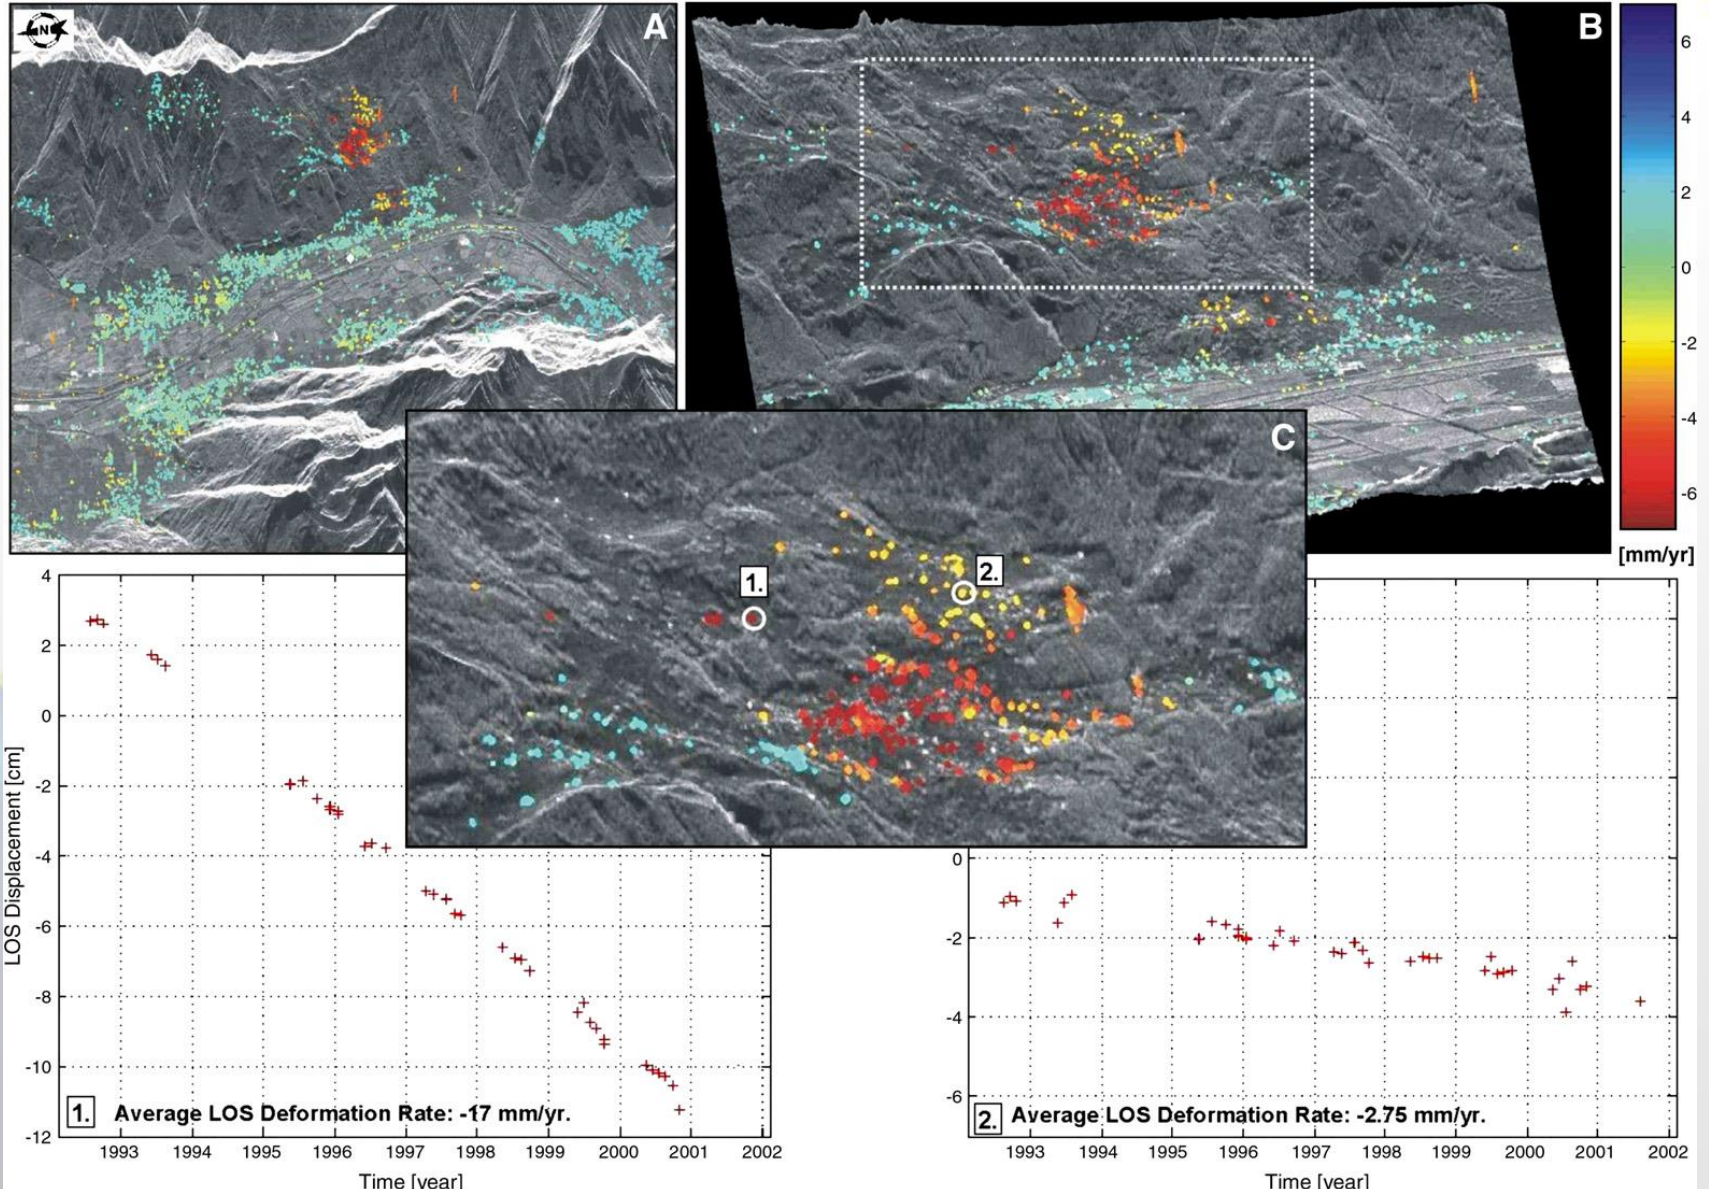 N
A
B
C
6
4
2
0
-2
-4
-6
[mm/yr]
1.
2.
LOS Displacement [cm]
4
2
0
-2
-4
-6
-8
-10
-12
1. Average LOS Deformation Rate: -17 mm/yr.
1993 1994 1995 1996 1997 1998 1999 2000 2001 2002
Time [year]
0
-2
-4
-6
2. Average LOS Deformation Rate: -2.75 mm/yr.
1993 1994 1995 1996 1997 1998 1999 2000 2001 2002
Time [year]